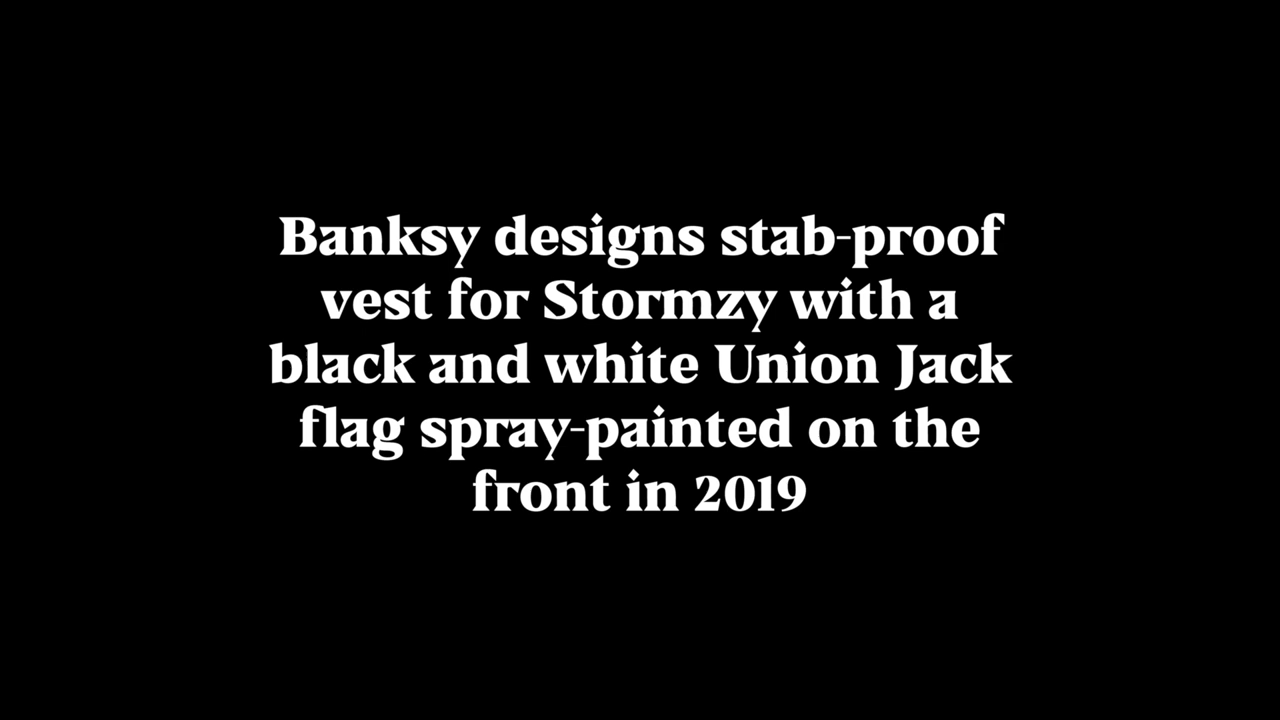 Banksy designs stab-proof
vest for Stormzy with a
black and white Union Jack
flag spray-painted on the
front in 2019